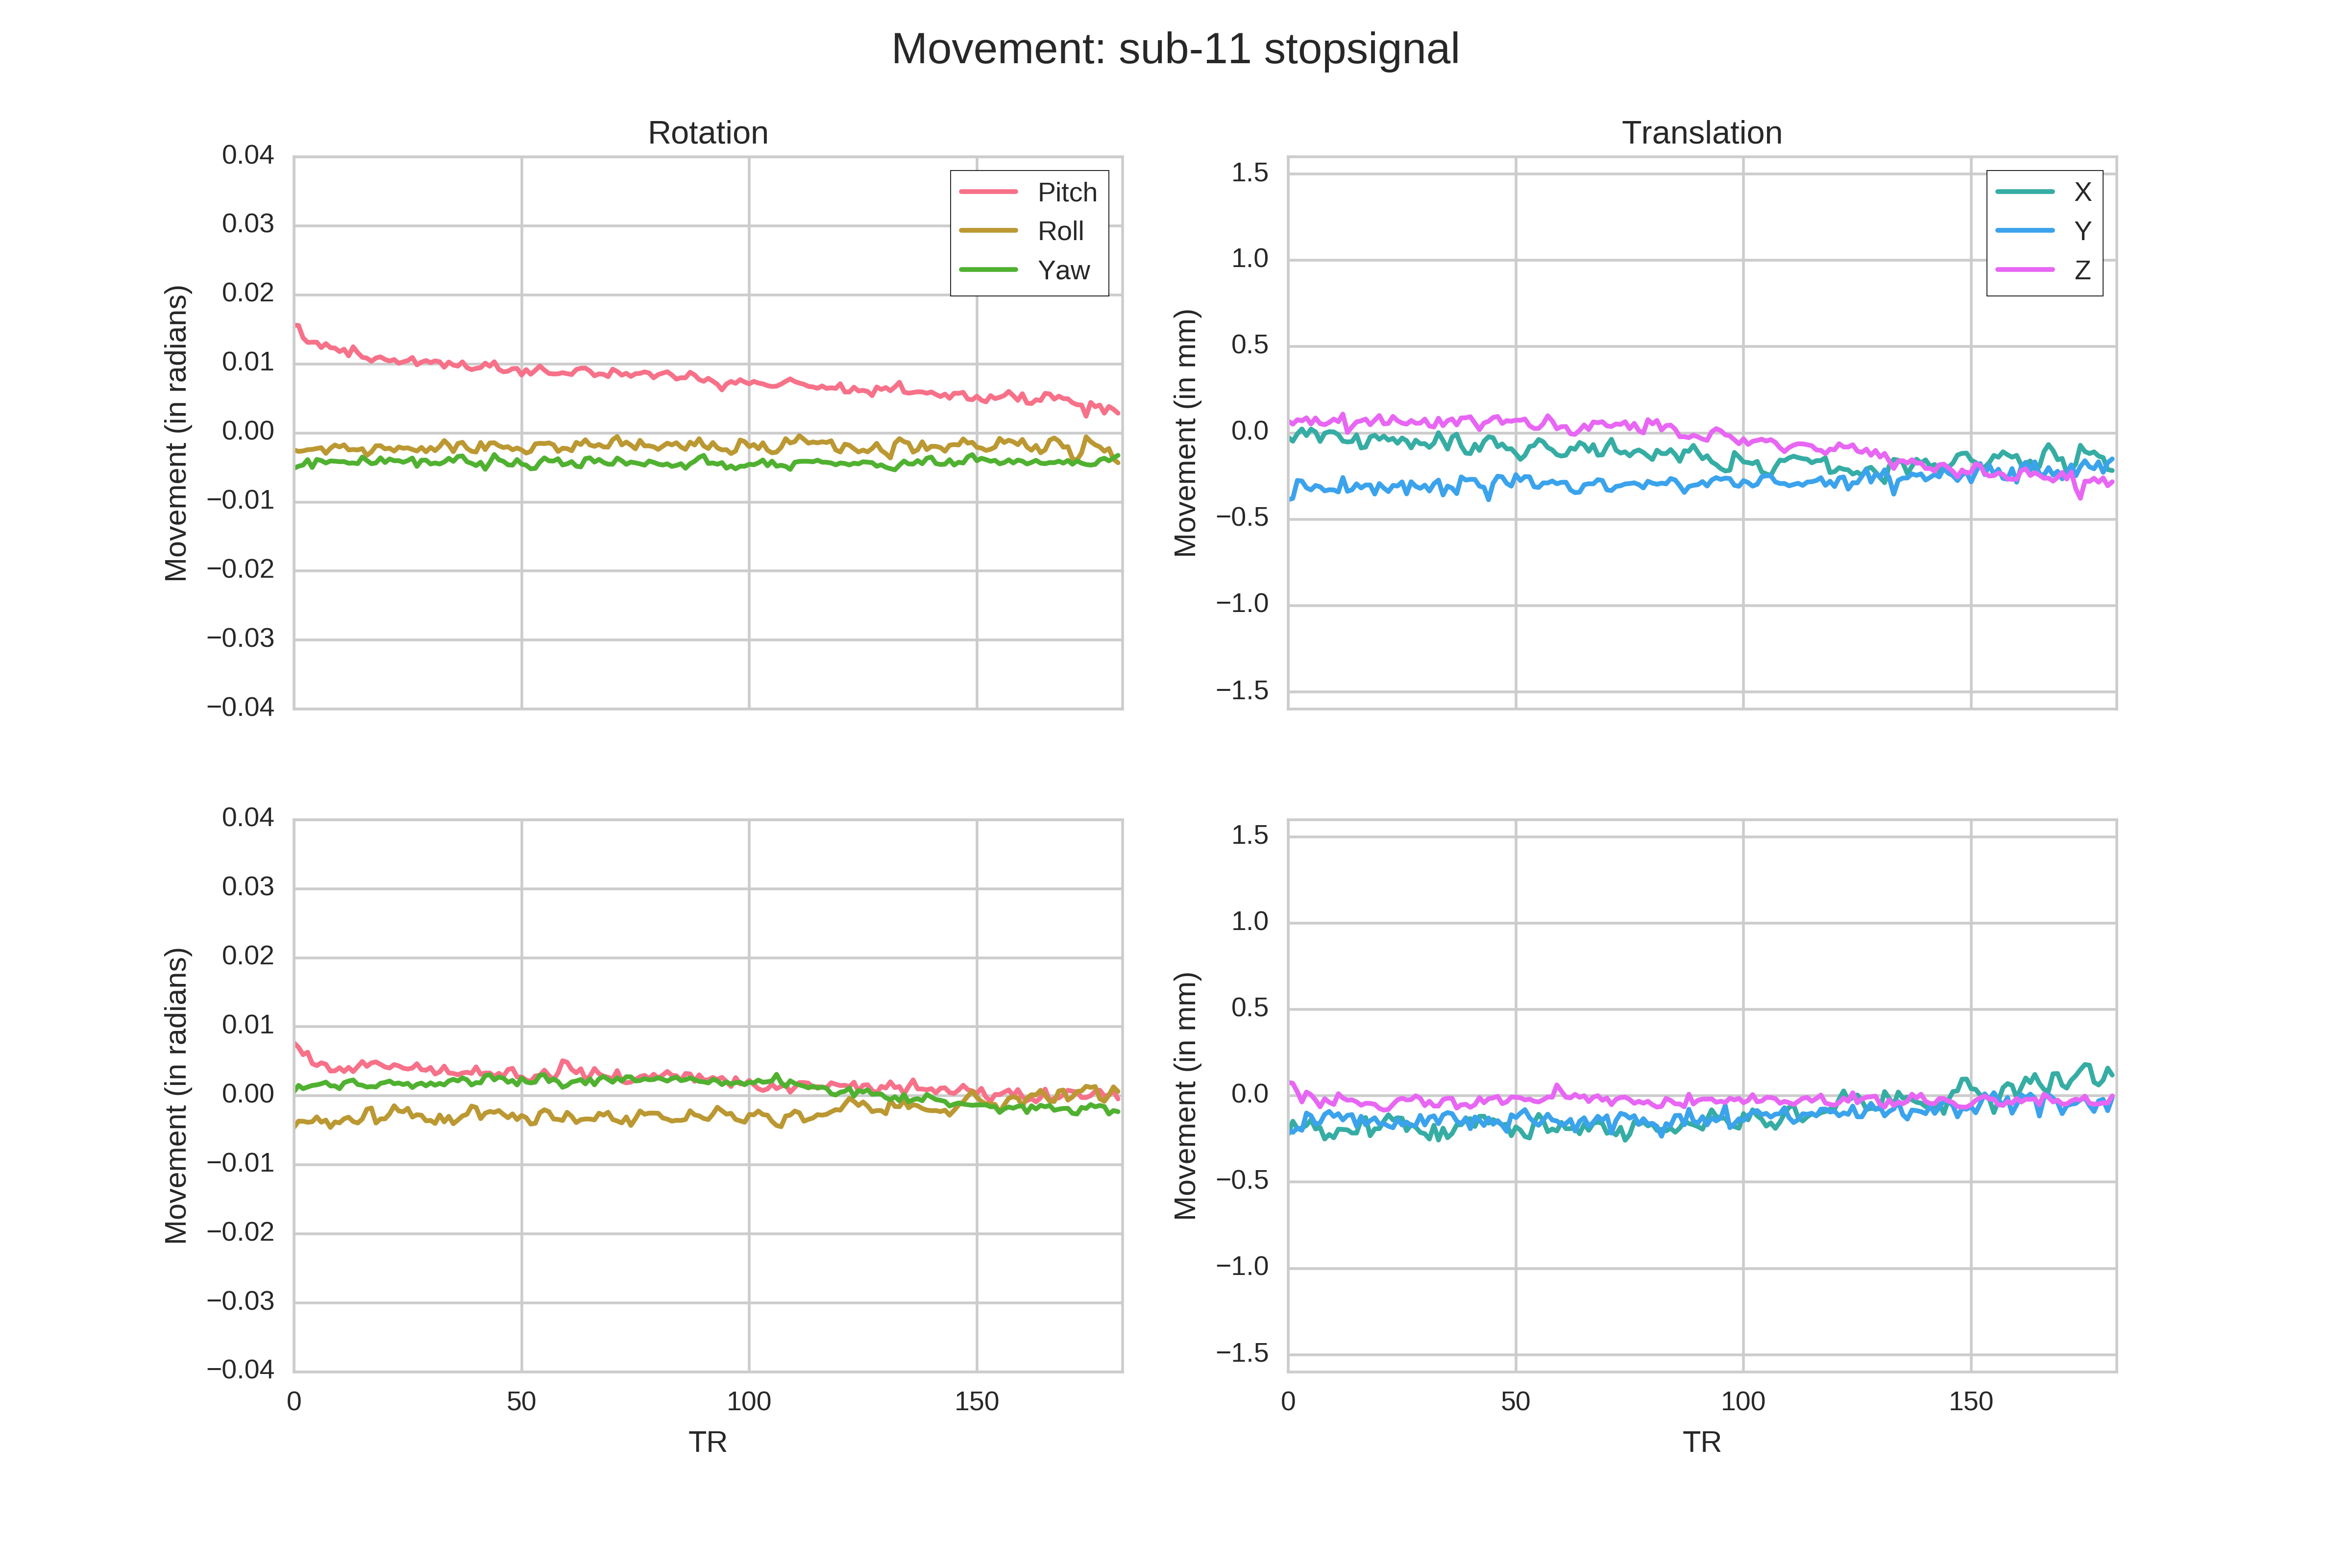 Movement: sub-11 stopsignal
Rotation
Translation
0.04
0.03
0.02
0.01
0.00
−0.01
−0.02
−0.03
−0.04
Movement (in radians)
Pitch
Roll
Yaw
1.5
1.0
0.5
0.0
−0.5
−1.0
−1.5
Movement (in mm)
X
Y
Z
0.04
0.03
0.02
0.01
0.00
−0.01
−0.02
−0.03
−0.04
Movement (in radians)
0 50 100 150
TR
1.5
1.0
0.5
0.0
−0.5
−1.0
−1.5
Movement (in mm)
0 50 100 150
TR